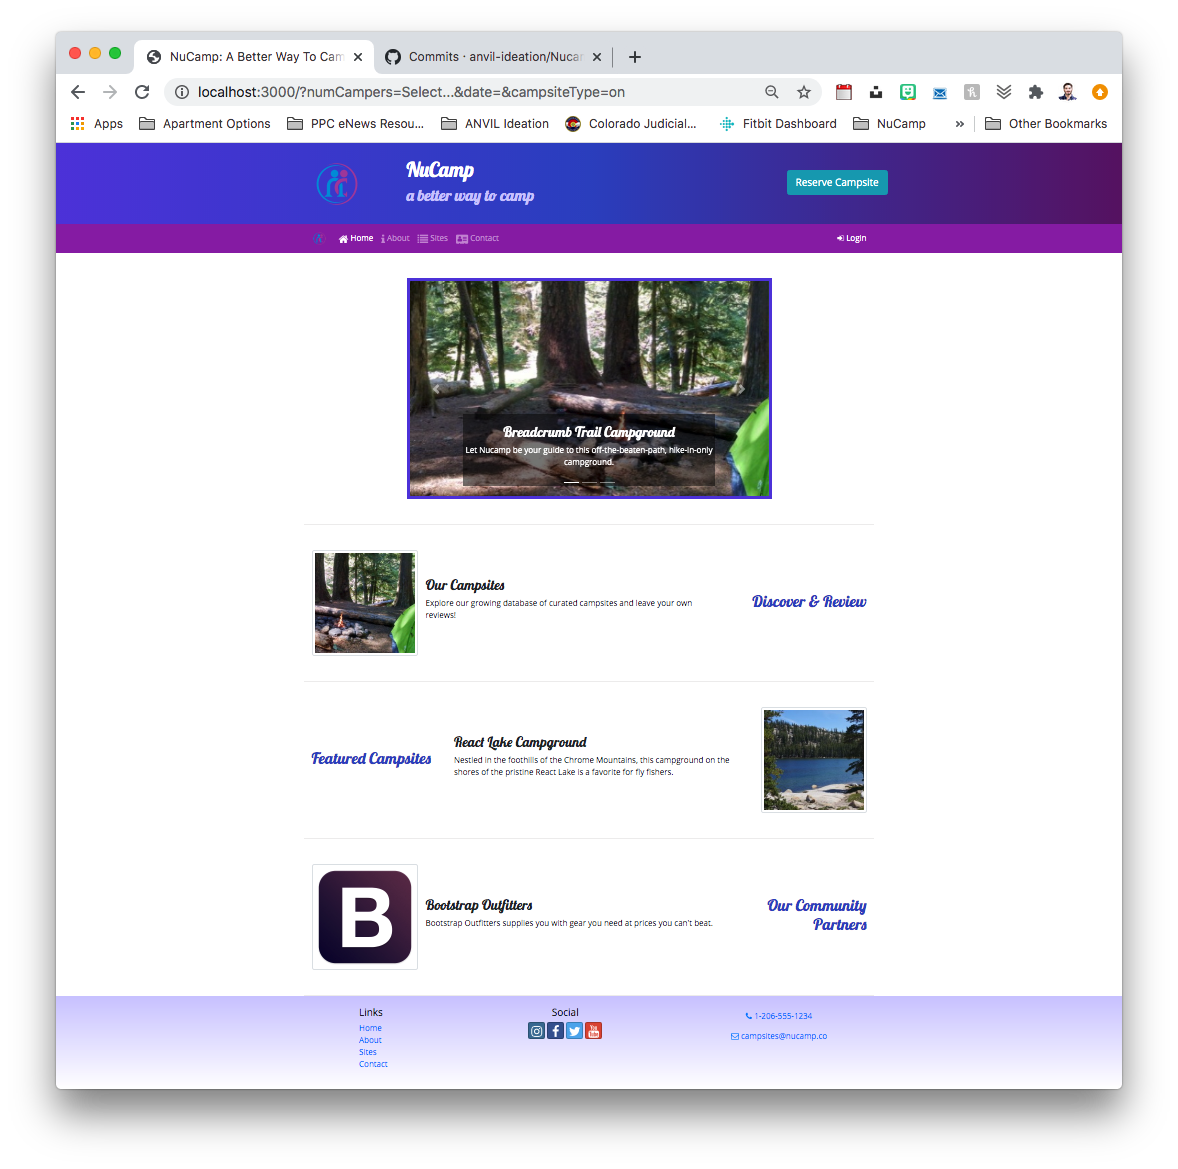 NuCamp: A Better Way To Cam
Commits · anvil-ideation/Nucam
localhost:3000/?numCampers=Select...&date=&campsiteType=on
Apps
Apartment Options
PPC eNews Resou...
ANVIL Ideation
Colorado Judicial...
Fitbit Dashboard
NuCamp
»
Other Bookmarks
NuCamp
a better way to camp
Reserve Campsite
Home
About
Sites
Contact
Login
Breadcrumb Trail Campground
Let Nucamp be your guide to this off-the-beaten-path, hike-in-only
campground.
Our Campsites
Explore our growing database of curated campsites and leave your own
reviews!
Discover & Review
Featured Campsites
React Lake Campground
Nestled in the foothills of the Chrome Mountains, this campground on the
shores of the pristine React Lake is a favorite for fly fishers.
B
Bootstrap Outfitters
Bootstrap Outfitters supplies you with gear you need at prices you can't beat.
Our Community
Partners
Links
Home
About
Sites
Contact
Social
1-206-555-1234
campsites@nucamp.co